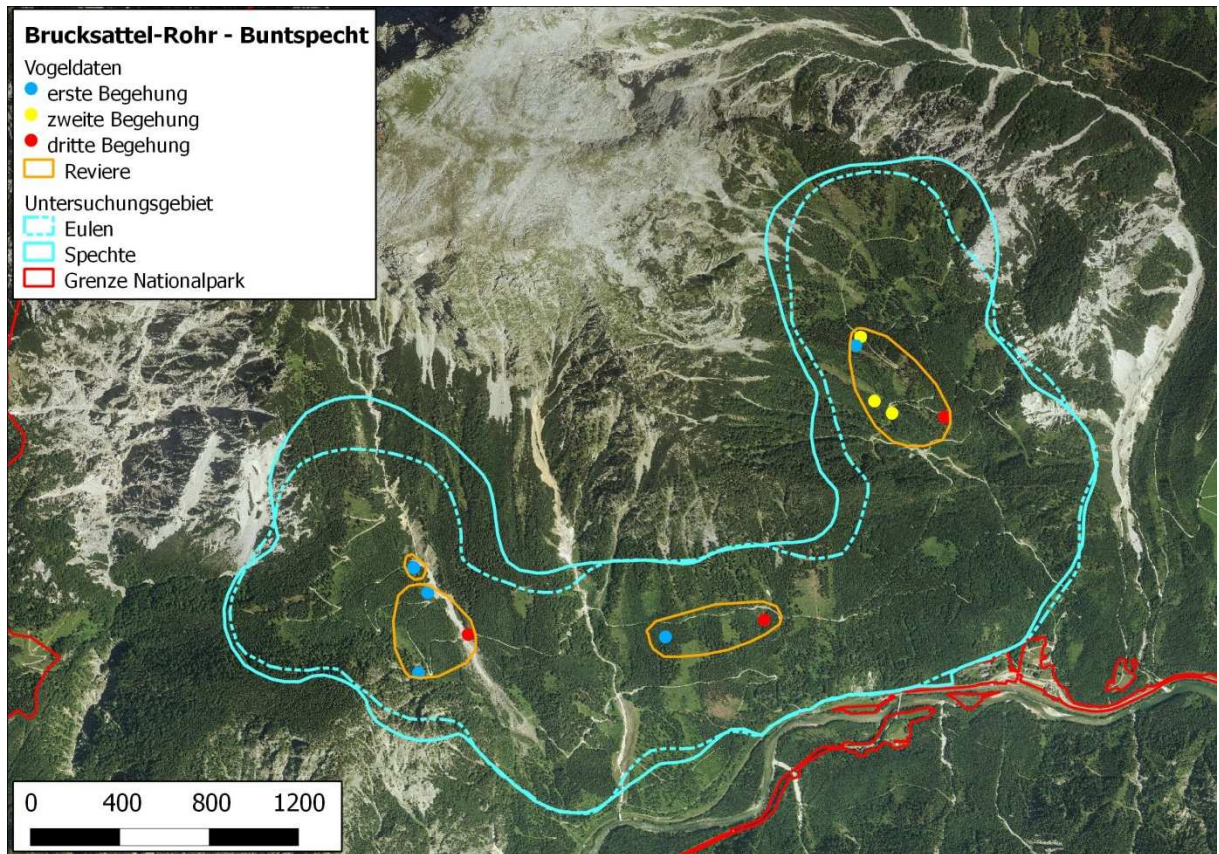 Brucksattel-Rohr - Buntspecht
Vogeldaten
erste Begehung
zweite Begehung
dritte Begehung
Reviere
Untersuchungsgebiet
Eulen
Spechte
Grenze Nationalpark
0 400 800 1200